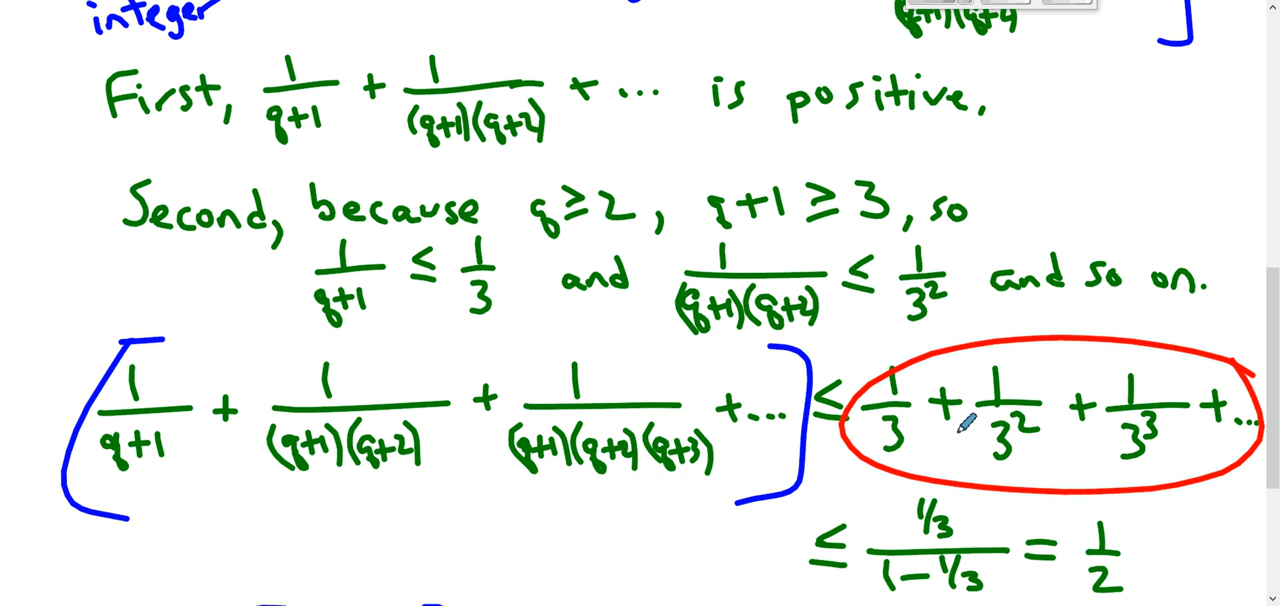 integer
(q+1)(q+2)
First, 1/(q+1) + 1/((q+1)(q+2)) + ... is positive.
Second, because q ≥ 2, q+1 ≥ 3, so
1/(q+1) ≤ 1/3 and 1/((q+1)(q+2)) ≤ 1/3² and so on.
[1/(q+1) + 1/((q+1)(q+2)) + 1/((q+1)(q+2)(q+3)) + ...] ≤ 1/3 + 1/3² + 1/3³ + ...
≤ (1/3)/(1 - 1/3) = 1/2